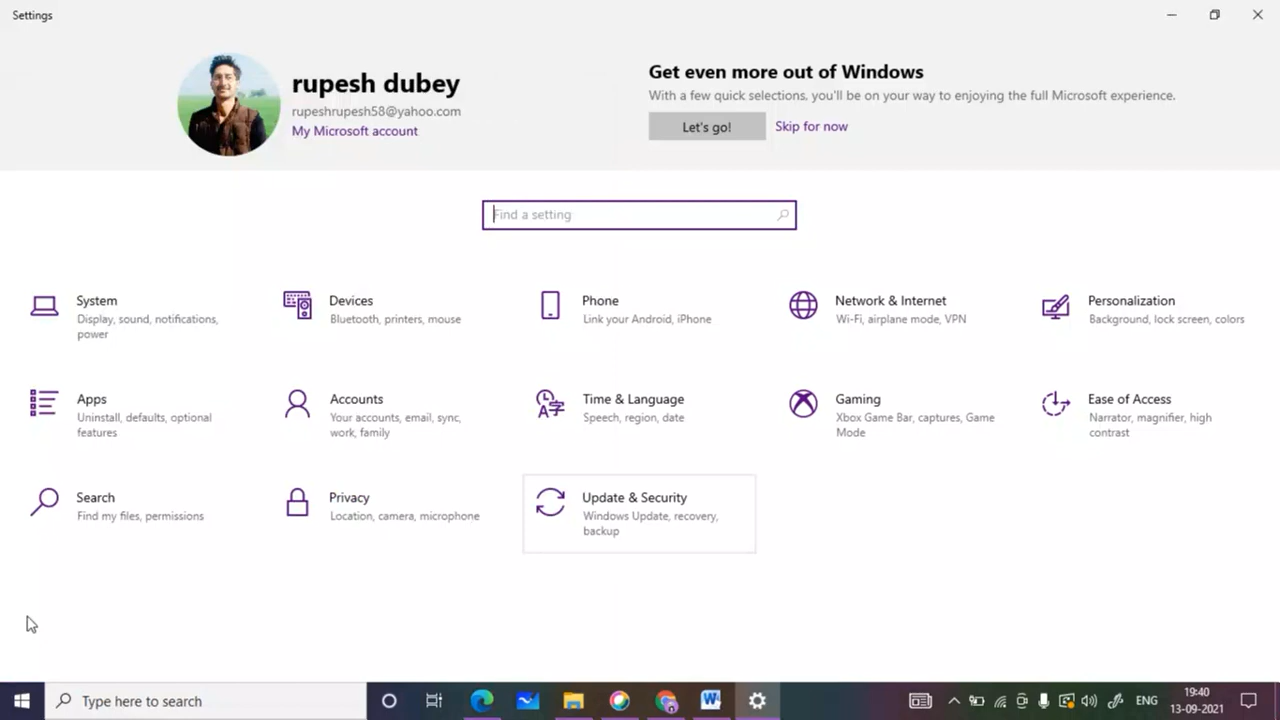 Settings
rupesh dubey
rupeshrupesh58@yahoo.com
My Microsoft account
Get even more out of Windows
With a few quick selections, you'll be on your way to enjoying the full Microsoft experience.
Let's go!
Skip for now
Find a setting
System
Display, sound, notifications,
power
Devices
Bluetooth, printers, mouse
Phone
Link your Android, iPhone
Network & Internet
Wi-Fi, airplane mode, VPN
Personalization
Background, lock screen, colors
Apps
Uninstall, defaults, optional
features
Accounts
Your accounts, email, sync,
work, family
Time & Language
Speech, region, date
Gaming
Xbox Game Bar, captures, Game
Mode
Ease of Access
Narrator, magnifier, high
contrast
Search
Find my files, permissions
Privacy
Location, camera, microphone
Update & Security
Windows Update, recovery,
backup
Type here to search
ENG
19:40
13-09-2021